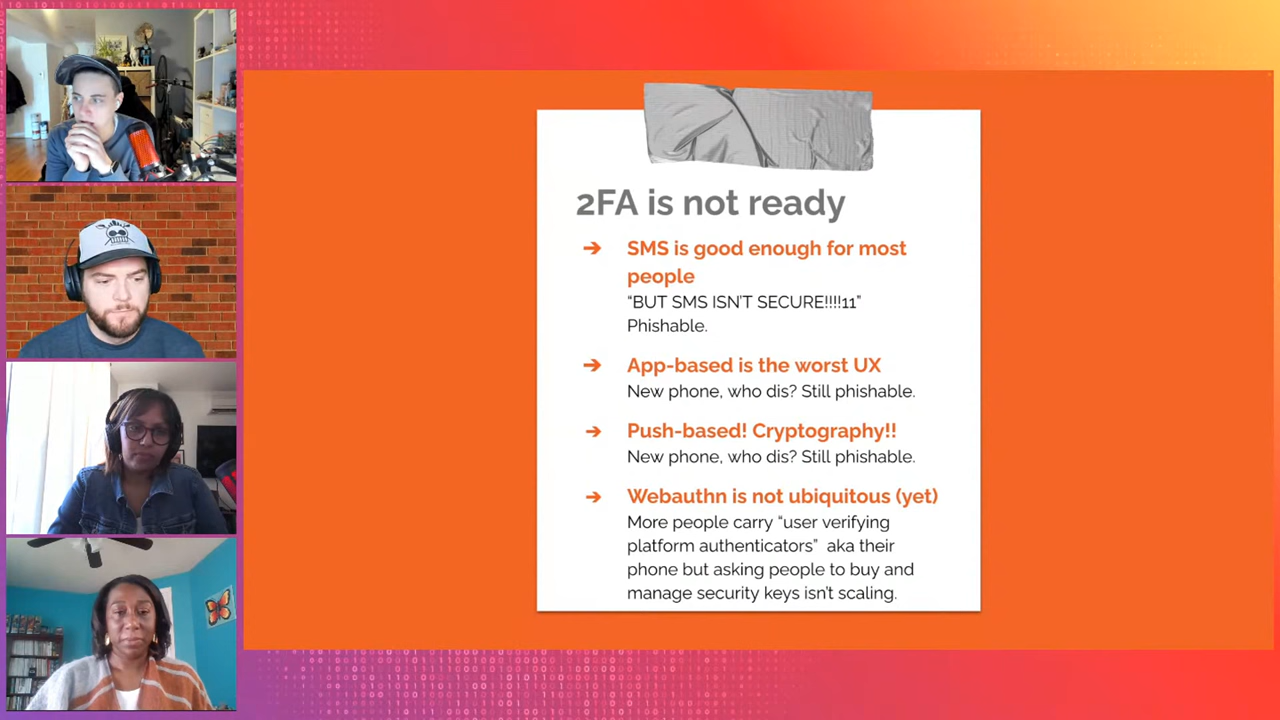 2FA is not ready
➔ SMS is good enough for most
people
“BUT SMS ISN'T SECURE!!!!11”
Phishable.
➔ App-based is the worst UX
New phone, who dis? Still phishable.
➔ Push-based! Cryptography!!
New phone, who dis? Still phishable.
➔ Webauthn is not ubiquitous (yet)
More people carry “user verifying
platform authenticators” aka their
phone but asking people to buy and
manage security keys isn't scaling.